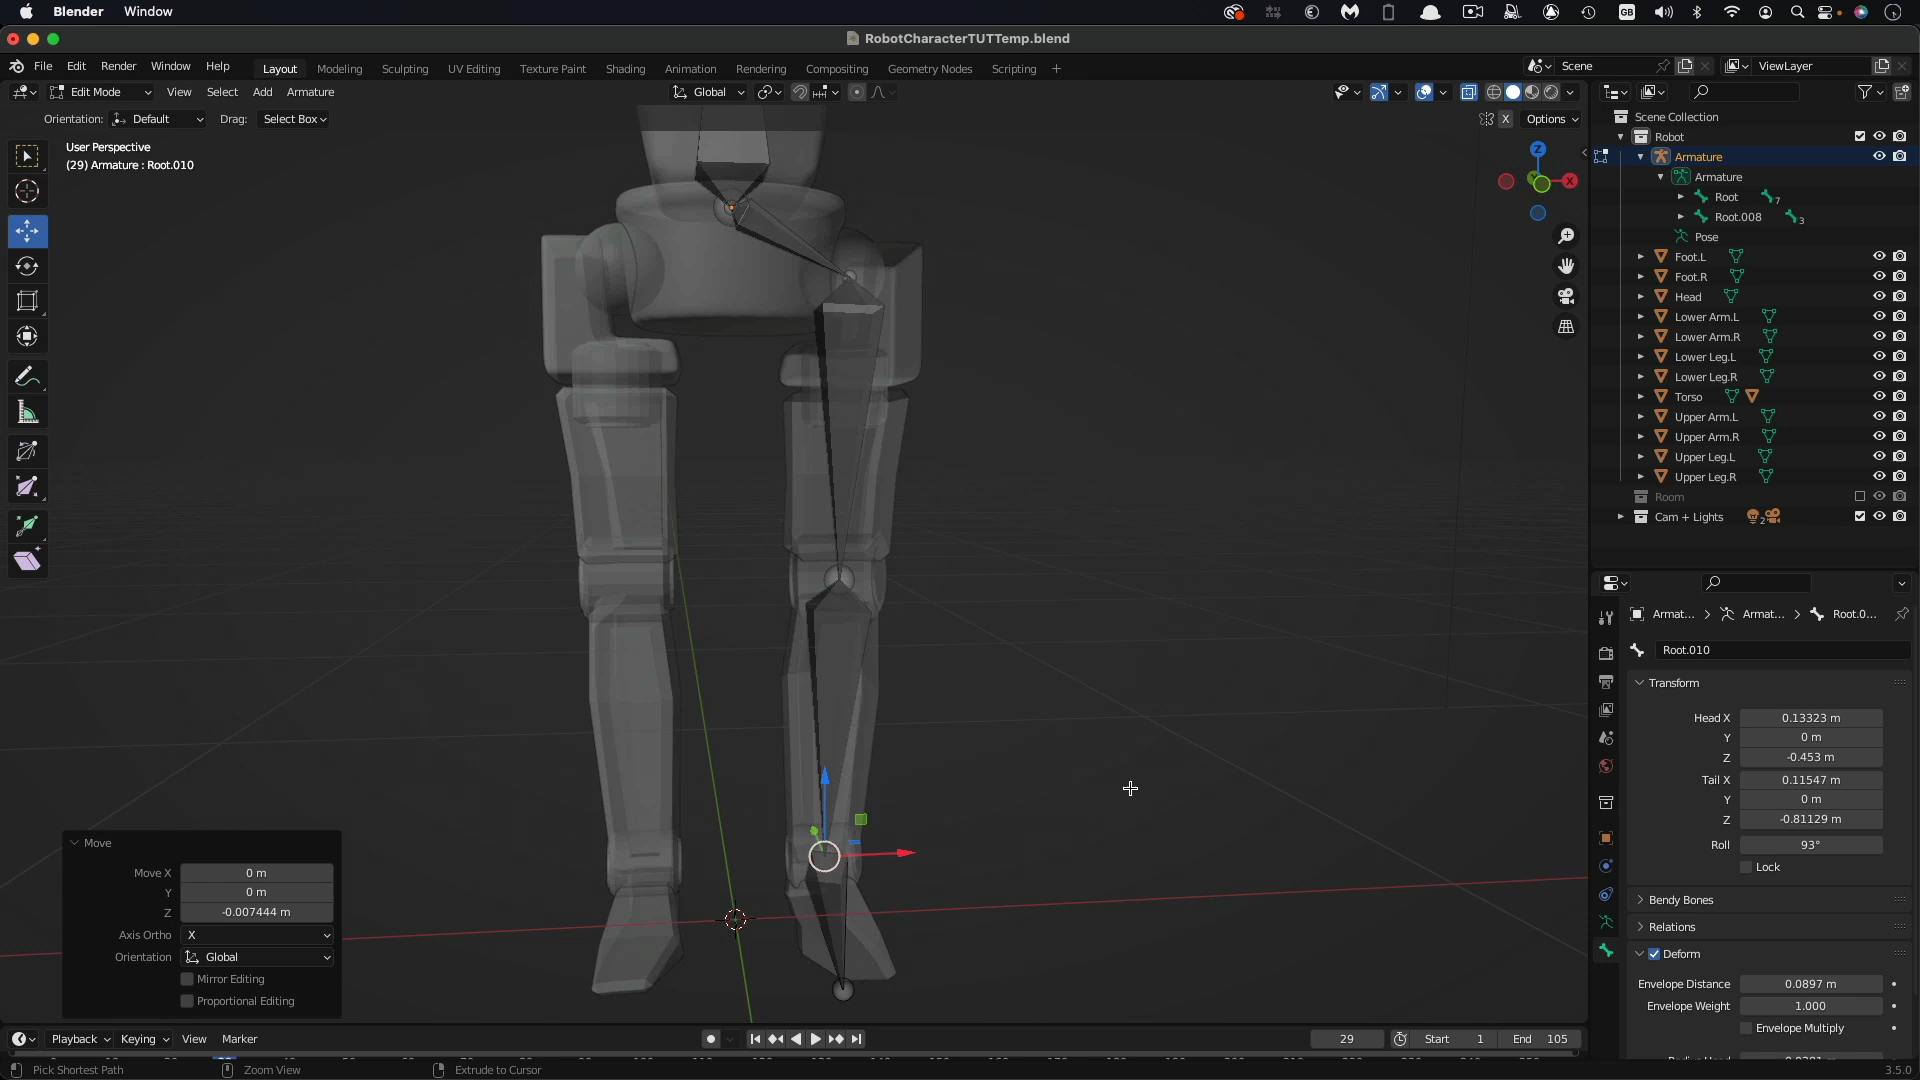 Blender Window
RobotCharacterTUTTemp.blend
File Edit Render Window Help Layout Modeling Sculpting UV Editing Texture Paint Shading Animation Rendering Compositing Geometry Nodes Scripting + Scene ViewLayer
Edit Mode View Select Add Armature Global
Orientation: Default Drag: Select Box X Options
User Perspective
(29) Armature : Root.010
Z
X
Scene Collection
Robot
Armature
Armature
Root 7
Root.008 3
Pose
Foot.L
Foot.R
Head
Lower Arm.L
Lower Arm.R
Lower Leg.L
Lower Leg.R
Torso
Upper Arm.L
Upper Arm.R
Upper Leg.L
Upper Leg.R
Room
Cam + Lights 2
Armat... > Armat... > Root.0...
Root.010
Transform
Head X 0.13323 m
Y 0 m
Z -0.453 m
Tail X 0.11547 m
Y 0 m
Z -0.81129 m
Roll 93°
Lock
Bendy Bones
Relations
Deform
Envelope Distance 0.0897 m
Envelope Weight 1.000
Envelope Multiply
Move
Move X 0 m
Y 0 m
Z -0.007444 m
Axis Ortho X
Orientation Global
Mirror Editing
Proportional Editing
Playback Keying View Marker 29 Start 1 End 105
Pick Shortest Path Zoom View Extrude to Cursor 3.5.0